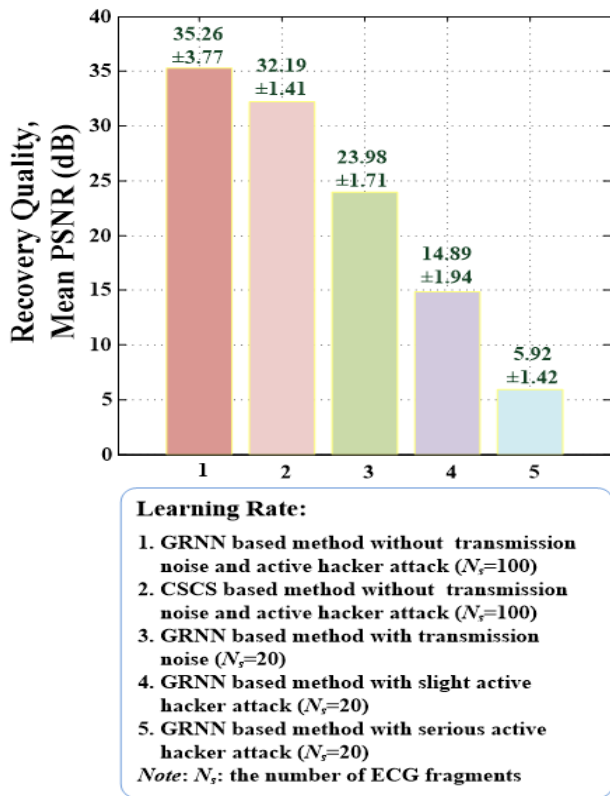 Recovery Quality,
Mean PSNR (dB)
40
35
30
25
20
15
10
5
0
35.26
±3.77
32.19
±1.41
23.98
±1.71
14.89
±1.94
5.92
±1.42
1 2 3 4 5
Learning Rate:
1. GRNN based method without transmission
noise and active hacker attack (Ns=100)
2. CSCS based method without transmission
noise and active hacker attack (Ns=100)
3. GRNN based method with transmission
noise (Ns=20)
4. GRNN based method with slight active
hacker attack (Ns=20)
5. GRNN based method with serious active
hacker attack (Ns=20)
Note: Ns: the number of ECG fragments